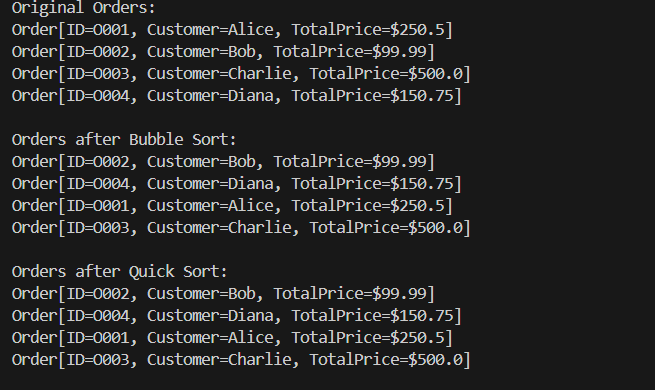 Original Orders:
Order[ID=O001, Customer=Alice, TotalPrice=$250.5]
Order[ID=O002, Customer=Bob, TotalPrice=$99.99]
Order[ID=O003, Customer=Charlie, TotalPrice=$500.0]
Order[ID=O004, Customer=Diana, TotalPrice=$150.75]

Orders after Bubble Sort:
Order[ID=O002, Customer=Bob, TotalPrice=$99.99]
Order[ID=O004, Customer=Diana, TotalPrice=$150.75]
Order[ID=O001, Customer=Alice, TotalPrice=$250.5]
Order[ID=O003, Customer=Charlie, TotalPrice=$500.0]

Orders after Quick Sort:
Order[ID=O002, Customer=Bob, TotalPrice=$99.99]
Order[ID=O004, Customer=Diana, TotalPrice=$150.75]
Order[ID=O001, Customer=Alice, TotalPrice=$250.5]
Order[ID=O003, Customer=Charlie, TotalPrice=$500.0]